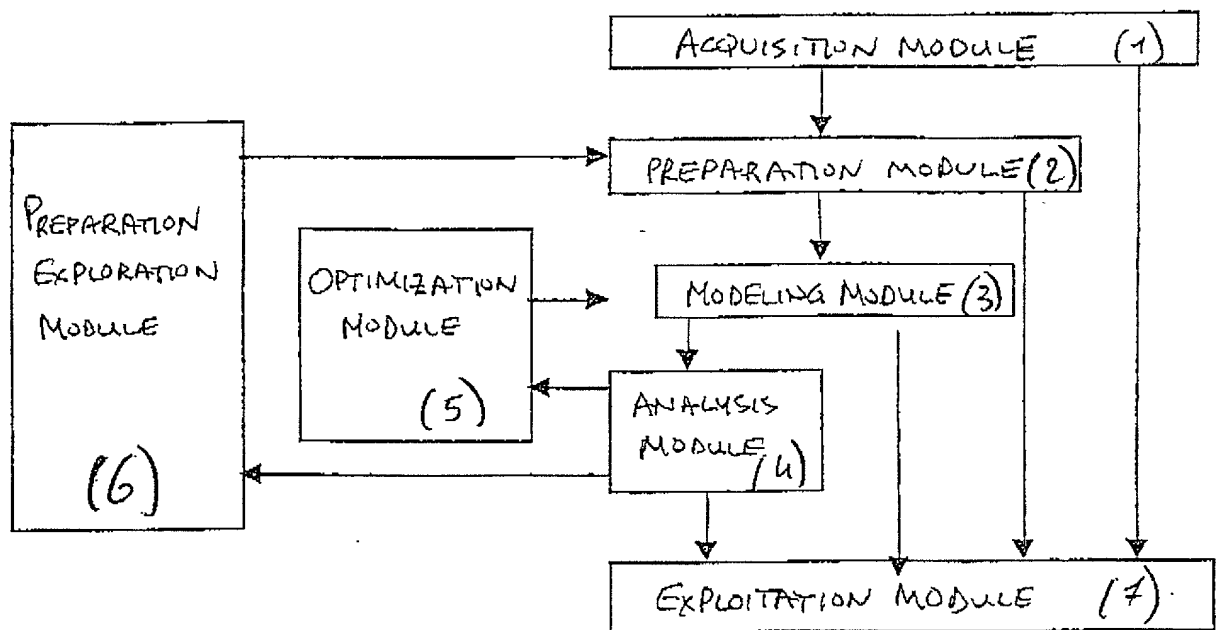 ACQUISITION MODULE (1)
PREPARATION MODULE (2)
PREPARATION
EXPLORATION
MODULE
(6)
OPTIMIZATION
MODULE
(5)
MODELING MODULE (3)
ANALYSIS
MODULE
(4)
EXPLOITATION MODULE (7)